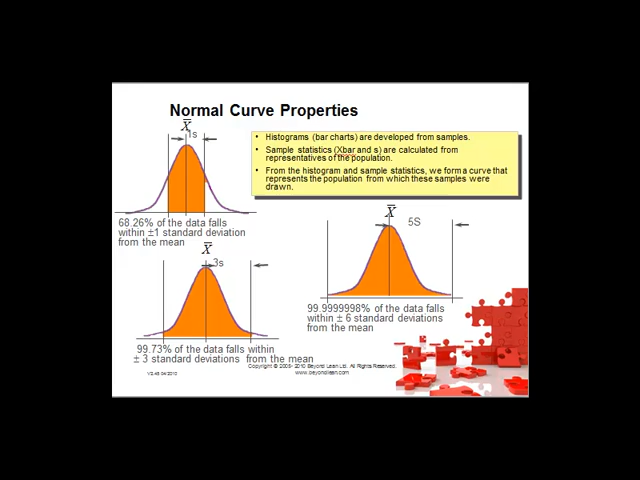 Normal Curve Properties
X̅
1s
• Histograms (bar charts) are developed from samples.
• Sample statistics (Xbar and s) are calculated from
representatives of the population.
• From the histogram and sample statistics, we form a curve that
represents the population from which these samples were
drawn.
68.26% of the data falls
within ±1 standard deviation
from the mean
X̅
5S
X̅
3s
99.9999998% of the data falls
within ± 6 standard deviations
from the mean
99.73% of the data falls within
± 3 standard deviations from the mean
Copyright © 2005- 2010 Beyond Lean Ltd. All Rights Reserved.
www.beyondlean.com